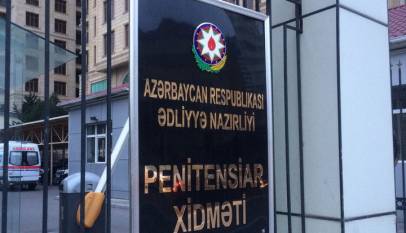 AZƏRBAYCAN RESPUBLİKASI
ƏDLİYYƏ NAZİRLİYİ
PENİTENSİAR
XİDMƏTİ